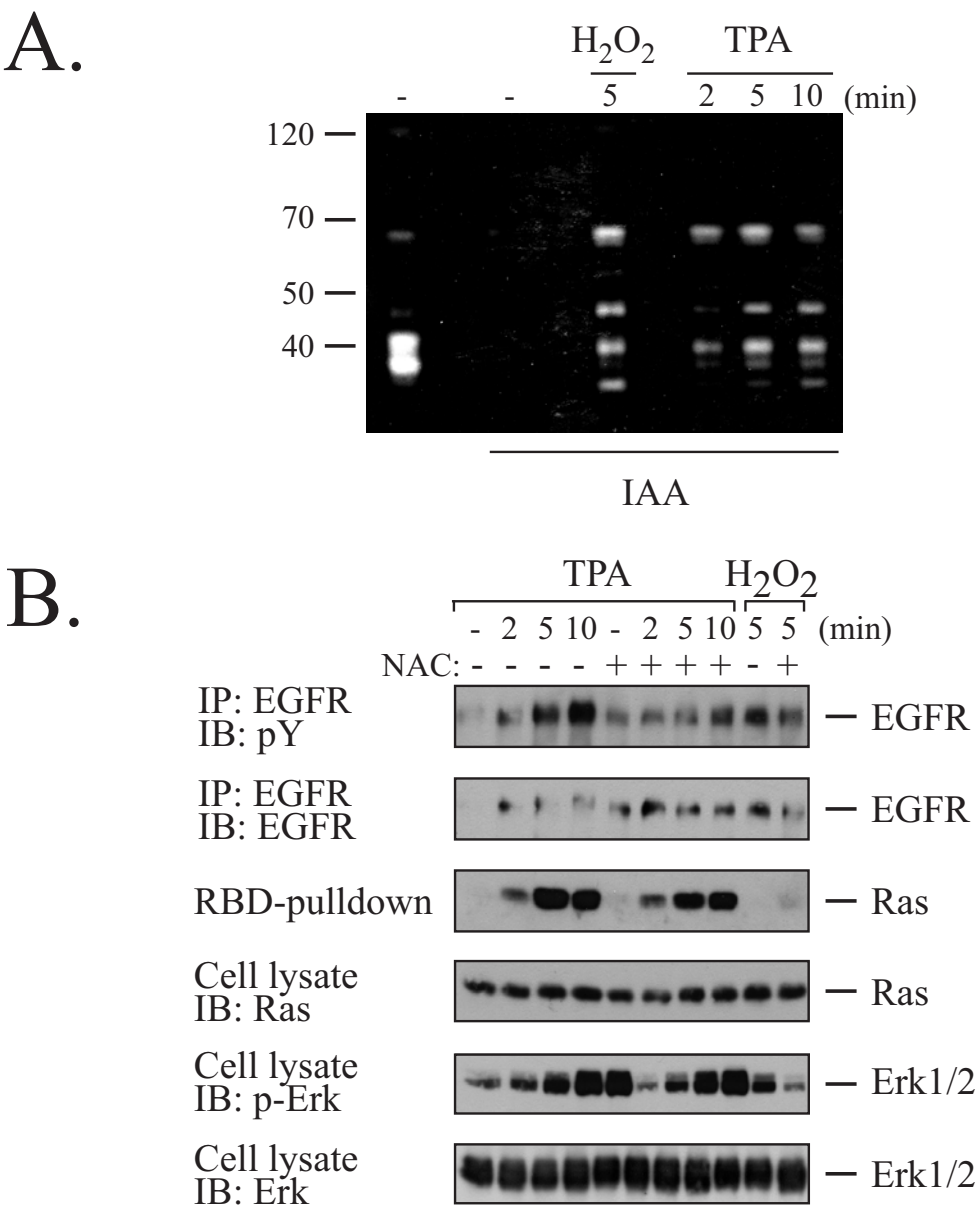 A.
H2O2 TPA
- - 5 2 5 10 (min)
120
70
50
40
IAA
B.
TPA H2O2
- 2 5 10 - 2 5 10 5 5 (min)
NAC: - - - - + + + + - +
IP: EGFR
IB: pY
EGFR
IP: EGFR
IB: EGFR
EGFR
RBD-pulldown
Ras
Cell lysate
IB: Ras
Ras
Cell lysate
IB: p-Erk
Erk1/2
Cell lysate
IB: Erk
Erk1/2